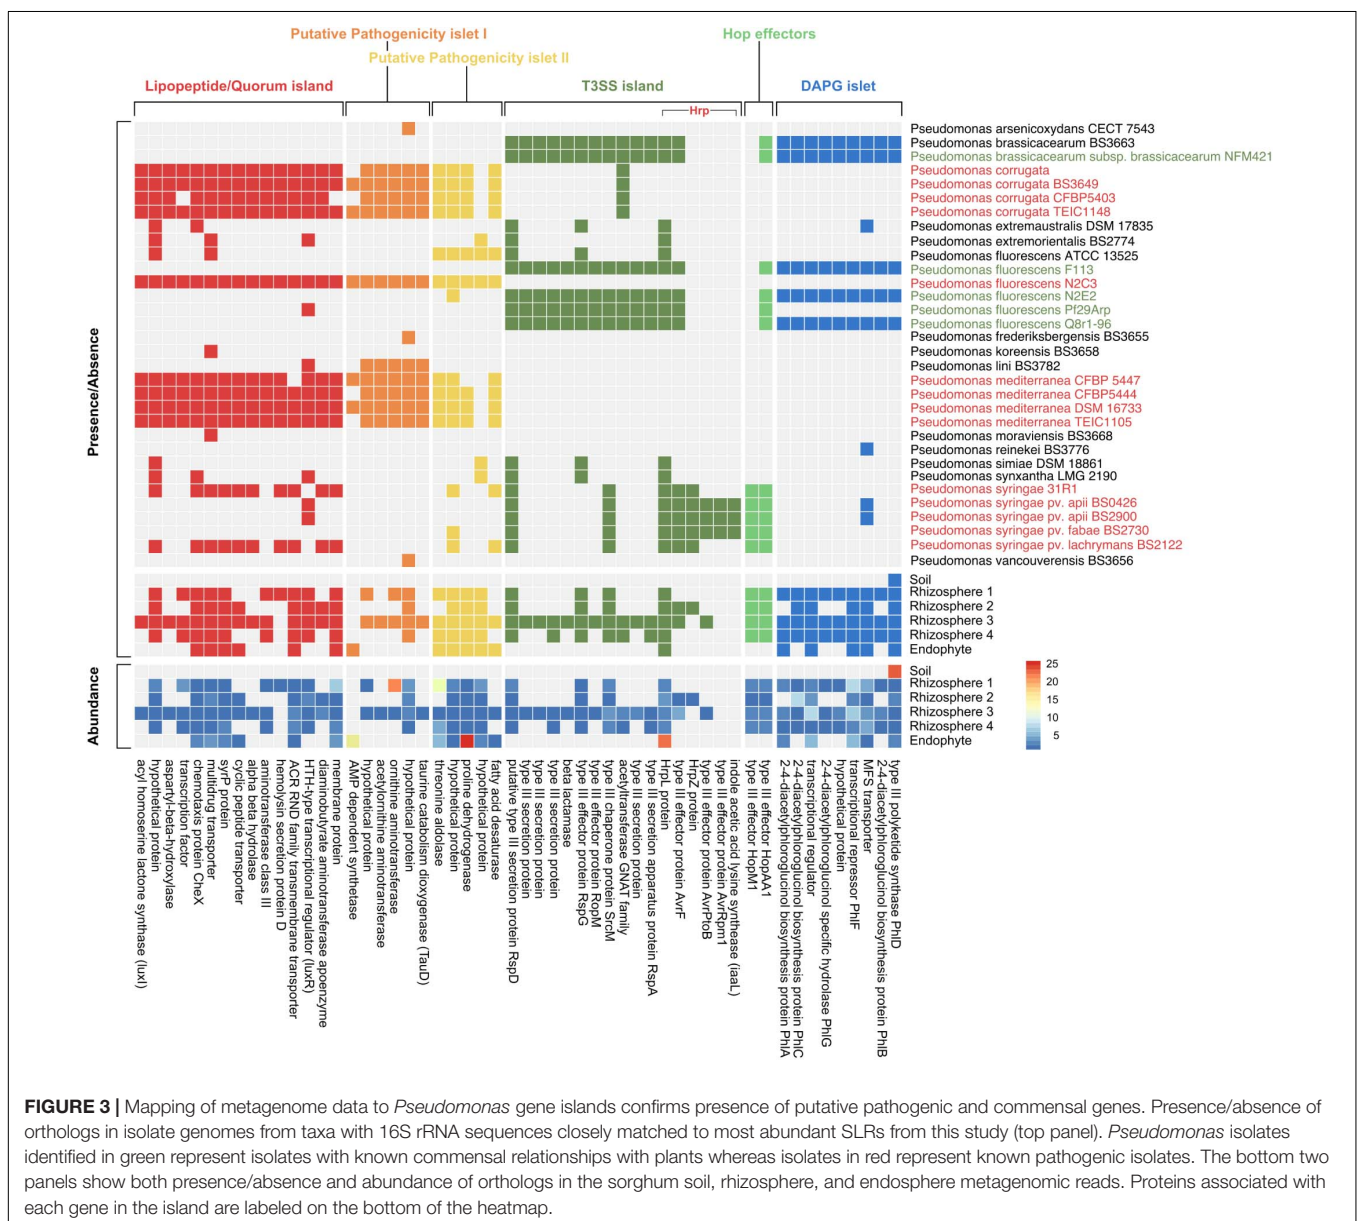 Putative Pathogenicity islet I
Hop effectors
Putative Pathogenicity islet II
Lipopeptide/Quorum island
T3SS island
DAPG islet
Hrp
Presence/Absence
Pseudomonas arsenicoxydans CECT 7543
Pseudomonas brassicacearum BS3663
Pseudomonas brassicacearum subsp. brassicacearum NFM421
Pseudomonas corrugata
Pseudomonas corrugata BS3649
Pseudomonas corrugata CFBP5403
Pseudomonas corrugata TEIC1148
Pseudomonas extremaustralis DSM 17835
Pseudomonas extremorientalis BS2774
Pseudomonas fluorescens ATCC 13525
Pseudomonas fluorescens F113
Pseudomonas fluorescens N2C3
Pseudomonas fluorescens N2E2
Pseudomonas fluorescens Pf29Arp
Pseudomonas fluorescens Q8r1-96
Pseudomonas frederiksbergensis BS3655
Pseudomonas koreensis BS3658
Pseudomonas lini BS3782
Pseudomonas mediterranea CFBP 5447
Pseudomonas mediterranea CFBP5444
Pseudomonas mediterranea DSM 16733
Pseudomonas mediterranea TEIC1105
Pseudomonas moraviensis BS3668
Pseudomonas reinekei BS3776
Pseudomonas simiae DSM 18861
Pseudomonas synxantha LMG 2190
Pseudomonas syringae 31R1
Pseudomonas syringae pv. apii BS0426
Pseudomonas syringae pv. apii BS2900
Pseudomonas syringae pv. fabae BS2730
Pseudomonas syringae pv. lachrymans BS2122
Pseudomonas vancouverensis BS3656
Soil
Rhizosphere 1
Rhizosphere 2
Rhizosphere 3
Rhizosphere 4
Endophyte
Abundance
Soil
Rhizosphere 1
Rhizosphere 2
Rhizosphere 3
Rhizosphere 4
Endophyte
25
20
15
10
5
acyl homoserine lactone synthase (luxI)
hypothetical protein
aspartyl-beta-hydroxylase
transcription factor
chemotaxis protein CheX
multidrug transporter
syrP protein
cyclic peptide transporter
alpha beta hydrolase
aminotransferase class III
hemolysin secretion protein D
ACR RND family transmembrane transporter
HTH-type transcriptional regulator (luxR)
diaminobutyrate aminotransferase apoenzyme
membrane protein
AMP dependent synthetase
hypothetical protein
acetylornithine aminotransferase
ornithine aminotransferase
hypothetical protein
taurine catabolism dioxygenase (TauD)
threonine aldolase
hypothetical protein
proline dehydrogenase
hypothetical protein
fatty acid desaturase
putative type III secretion protein RspD
type III secretion protein
type III secretion protein
type III secretion protein
beta lactamase
type III effector protein RspG
type III effector protein RopM
type III chaperone protein SrcM
acetyltransferase GNAT family
type III secretion protein
type III secretion apparatus protein RspA
HrpL protein
type III effector protein AvrF
HrpZ protein
type III effector protein AvrPtoB
type III effector protein AvrRpm1
indole acetic acid lysine synthease (iaaL)
type III effector HopM1
type III effector HopAA1
2-4-diacetylphloroglucinol biosynthesis protein PhlA
2-4-diacetylphloroglucinol biosynthesis protein PhlC
transcriptional regulator
2-4-diacetylphloroglucinol specific hydrolase PhlG
hypothetical protein
transcriptional repressor PhlF
MFS transporter
2-4-diacetylphloroglucinol biosynthesis protein PhlB
type III polyketide synthase PhlD
FIGURE 3 | Mapping of metagenome data to Pseudomonas gene islands confirms presence of putative pathogenic and commensal genes. Presence/absence of
orthologs in isolate genomes from taxa with 16S rRNA sequences closely matched to most abundant SLRs from this study (top panel). Pseudomonas isolates
identified in green represent isolates with known commensal relationships with plants whereas isolates in red represent known pathogenic isolates. The bottom two
panels show both presence/absence and abundance of orthologs in the sorghum soil, rhizosphere, and endosphere metagenomic reads. Proteins associated with
each gene in the island are labeled on the bottom of the heatmap.